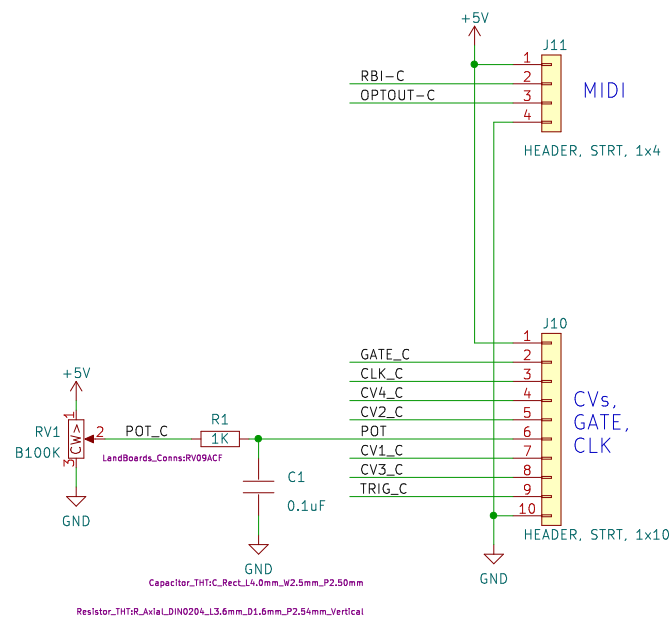 +5V
J11
1
RBI-C
2
OPTOUT-C
3
4
MIDI
HEADER, STRT, 1x4
J10
1
GATE_C
2
CLK_C
3
CV4_C
4
CV2_C
5
POT
6
CV1_C
7
CV3_C
8
TRIG_C
9
10
CVs,
GATE,
CLK
HEADER, STRT, 1x10
GND
+5V
1
RV1
B100K
CW>
2
3
POT_C
LandBoards_Conns:RV09ACF
GND
R1
1K
C1
0.1uF
GND
Capacitor_THT:C_Rect_L4.0mm_W2.5mm_P2.50mm
Resistor_THT:R_Axial_DIN0204_L3.6mm_D1.6mm_P2.54mm_Vertical